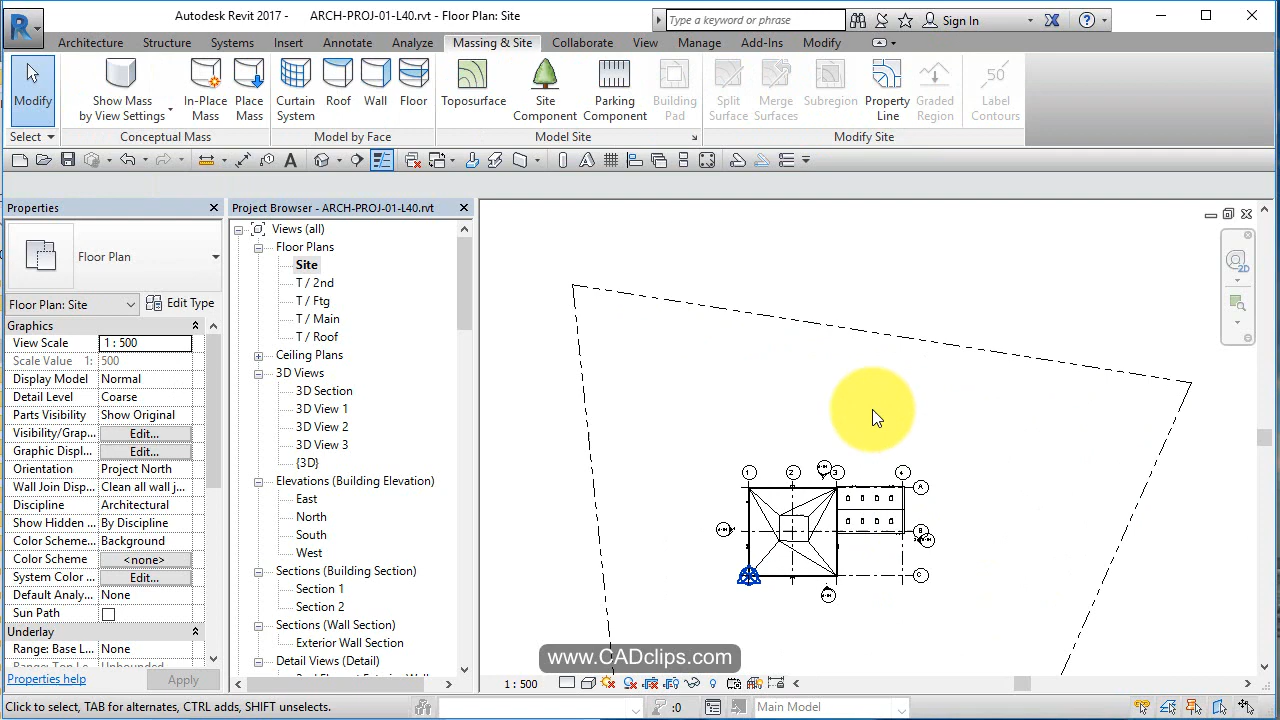 Autodesk Revit 2017 - ARCH-PROJ-01-L40.rvt - Floor Plan: Site
Type a keyword or phrase
Sign In
Architecture Structure Systems Insert Annotate Analyze Massing & Site Collaborate View Manage Add-Ins Modify
Modify
Show Mass by View Settings
In-Place Mass
Place Mass
Curtain System
Roof
Wall
Floor
Toposurface
Site Component
Parking Component
Building Pad
Split Surface
Merge Surfaces
Subregion
Property Line
Graded Region
50
Label Contours
Select Conceptual Mass Model by Face Model Site Modify Site
Properties
Floor Plan
Floor Plan: Site Edit Type
Graphics
View Scale 1 : 500
Scale Value 1: 500
Display Model Normal
Detail Level Coarse
Parts Visibility Show Original
Visibility/Grap... Edit...
Graphic Displ... Edit...
Orientation Project North
Wall Join Disp... Clean all wall j...
Discipline Architectural
Show Hidden ... By Discipline
Color Scheme... Background
Color Scheme <none>
System Color ... Edit...
Default Analy... None
Sun Path
Underlay
Range: Base L... None
Range: Top Le... Unbounded
Properties help Apply
Project Browser - ARCH-PROJ-01-L40.rvt
Views (all)
Floor Plans
Site
T / 2nd
T / Ftg
T / Main
T / Roof
Ceiling Plans
3D Views
3D Section
3D View 1
3D View 2
3D View 3
{3D}
Elevations (Building Elevation)
East
North
South
West
Sections (Building Section)
Section 1
Section 2
Sections (Wall Section)
Exterior Wall Section
Detail Views (Detail)
2D
1 2 3
A
B
C
www.CADclips.com
1 : 500
Click to select, TAB for alternates, CTRL adds, SHIFT unselects.
:0
Main Model